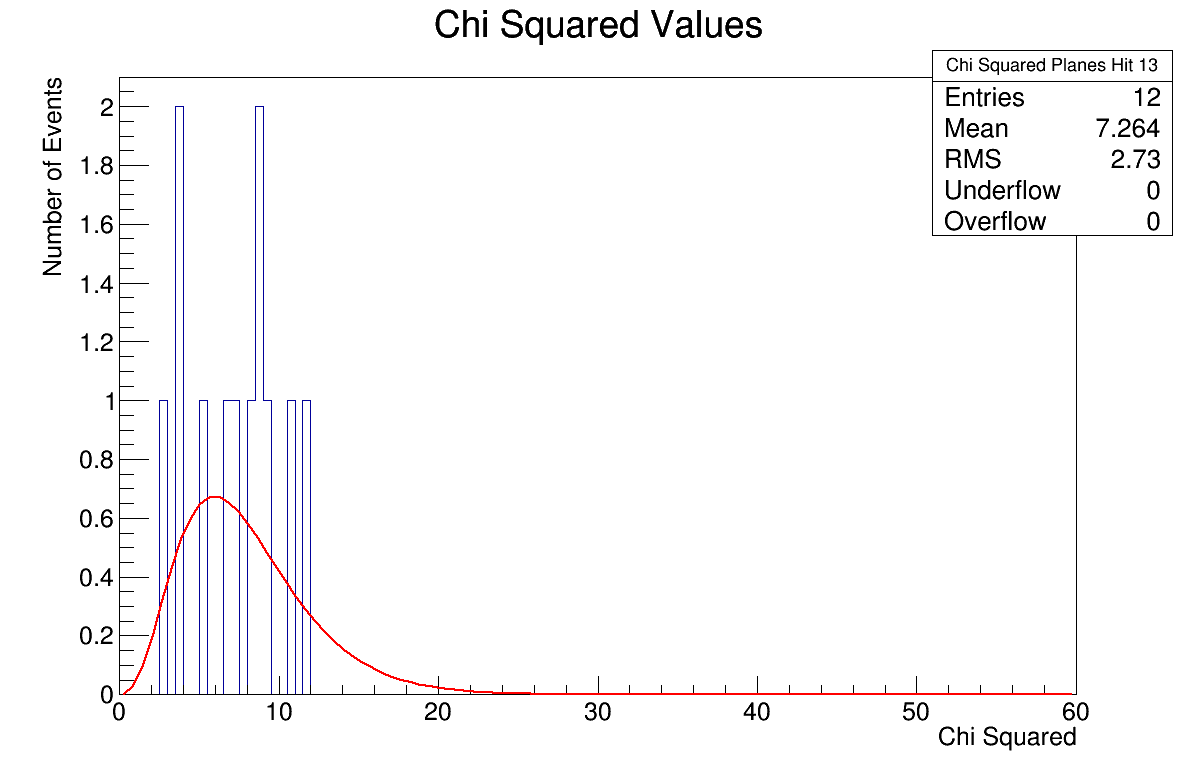 Chi Squared Values
Chi Squared Planes Hit 13
Entries 12
Mean 7.264
RMS 2.73
Underflow 0
Overflow 0
Number of Events
2
1.8
1.6
1.4
1.2
1
0.8
0.6
0.4
0.2
0
0 10 20 30 40 50 60
Chi Squared